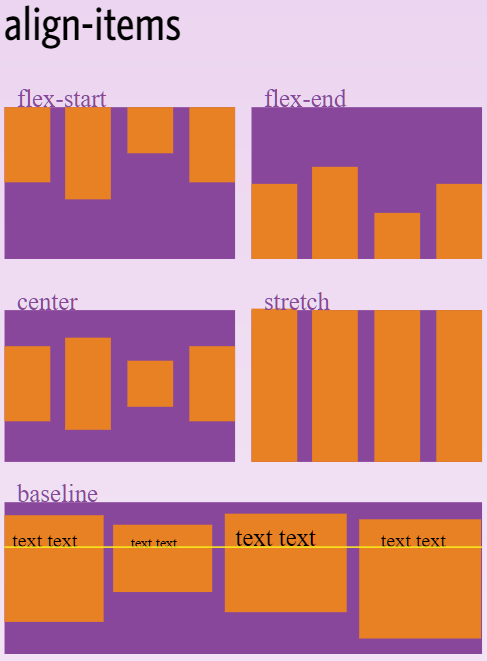 align-items
flex-start
flex-end
center
stretch
baseline
text text
text text
text text
text text